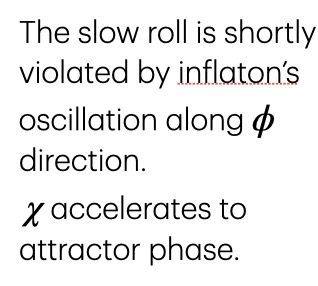 The slow roll is shortly
violated by inflaton's
oscillation along ϕ
direction.
χ accelerates to
attractor phase.